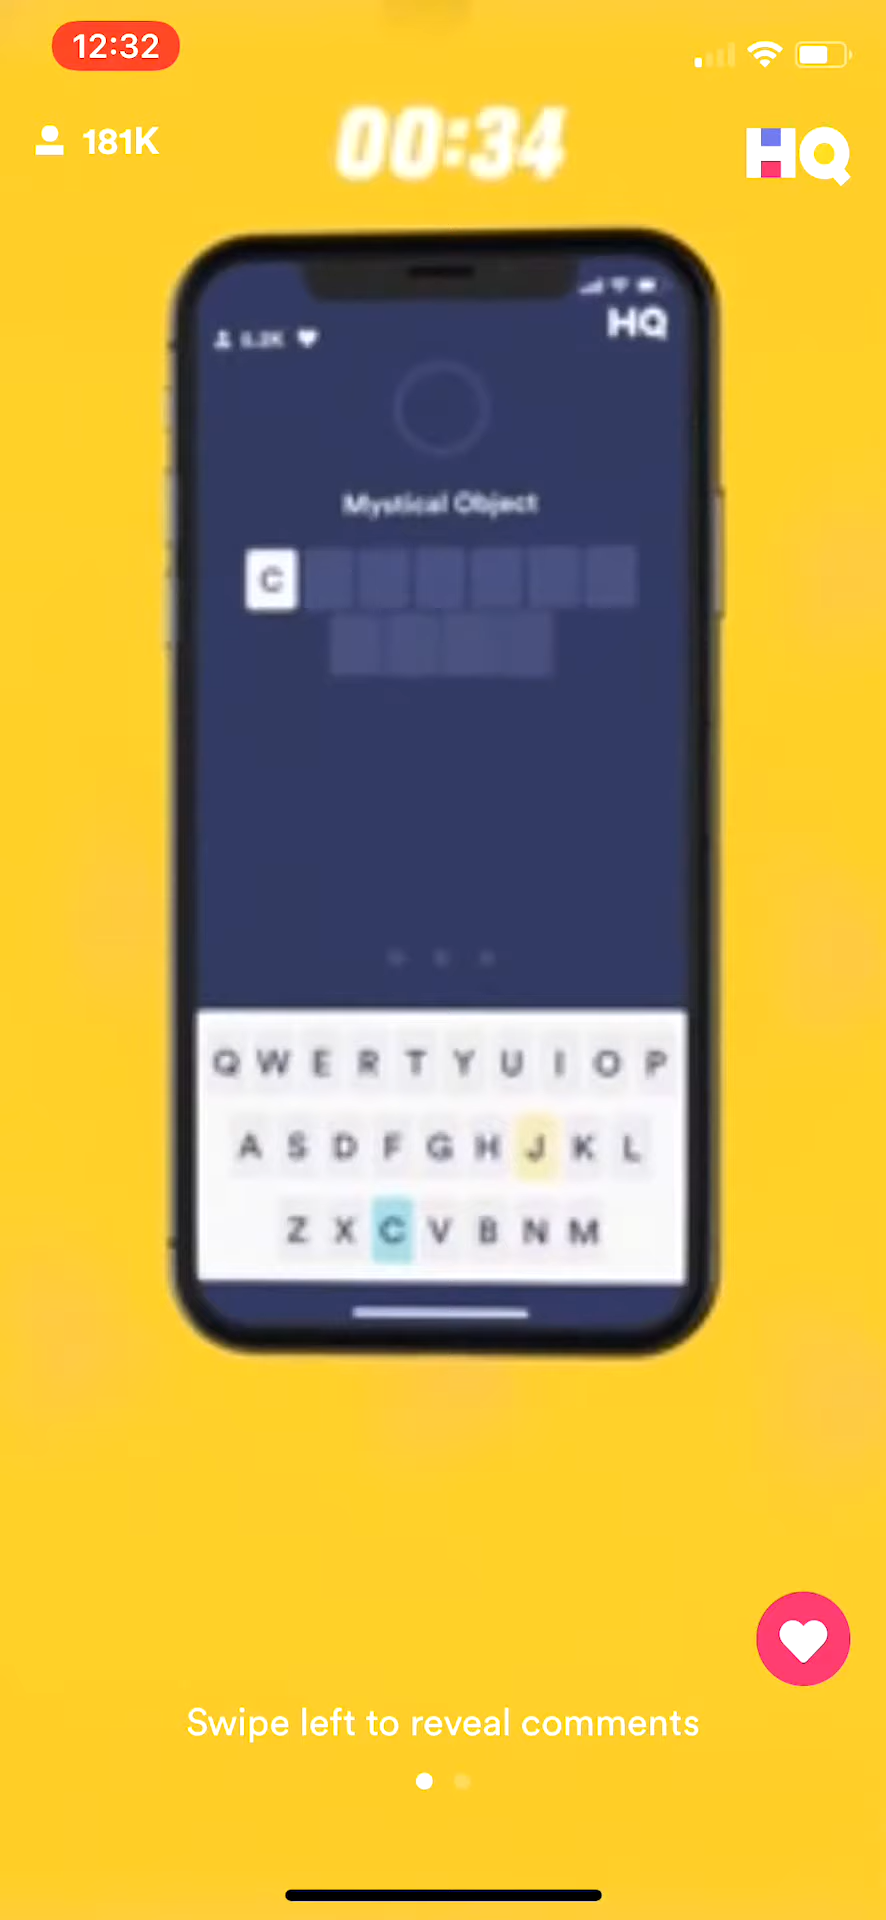 12:32
181K
00:34
HQ
HQ
Mystical Object
C
Q W E R T Y U I O P
A S D F G H J K L
Z X C V B N M
Swipe left to reveal comments